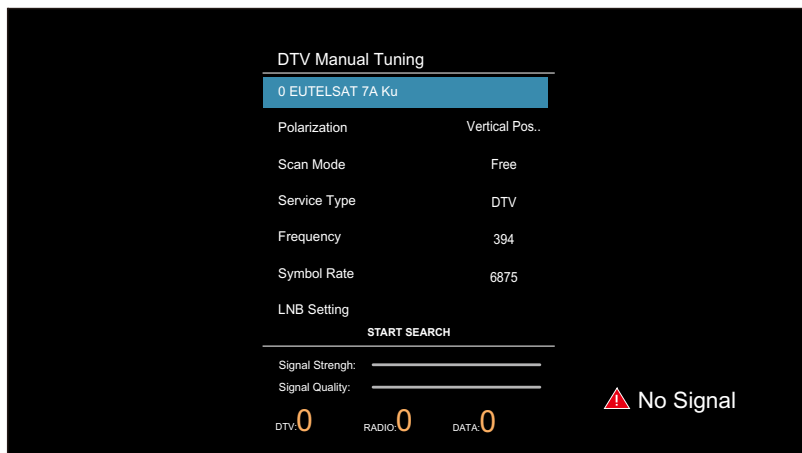 DTV Manual Tuning
0 EUTELSAT 7A Ku
Polarization Vertical Pos..
Scan Mode Free
Service Type DTV
Frequency 394
Symbol Rate 6875
LNB Setting
START SEARCH
Signal Strengh:
Signal Quality:
DTV:0 RADIO:0 DATA:0
! No Signal